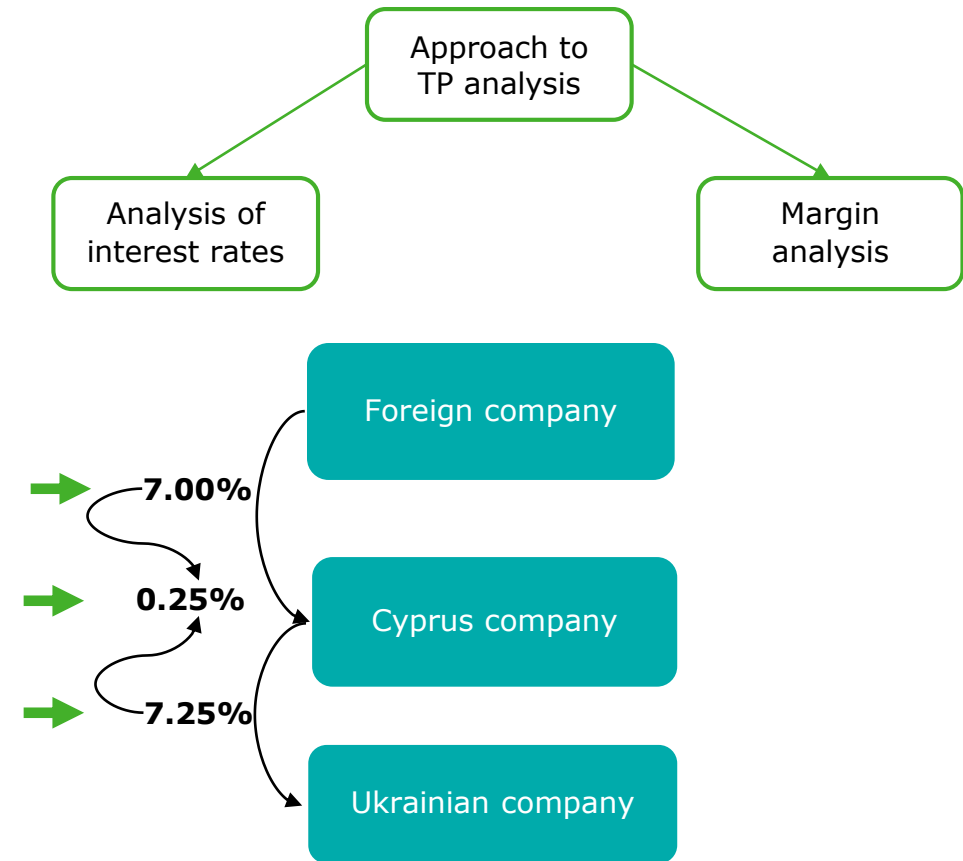 Approach to
TP analysis
Analysis of
interest rates
Margin
analysis
Foreign company
7.00%
0.25%
Cyprus company
7.25%
Ukrainian company